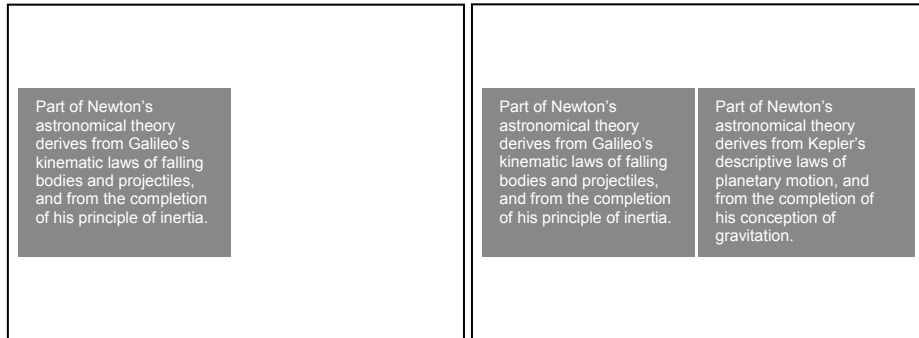 Part of Newton's
astronomical theory
derives from Galileo's
kinematic laws of falling
bodies and projectiles,
and from the completion
of his principle of inertia.
Part of Newton's
astronomical theory
derives from Galileo's
kinematic laws of falling
bodies and projectiles,
and from the completion
of his principle of inertia.
Part of Newton's
astronomical theory
derives from Kepler's
descriptive laws of
planetary motion, and
from the completion of
his conception of
gravitation.